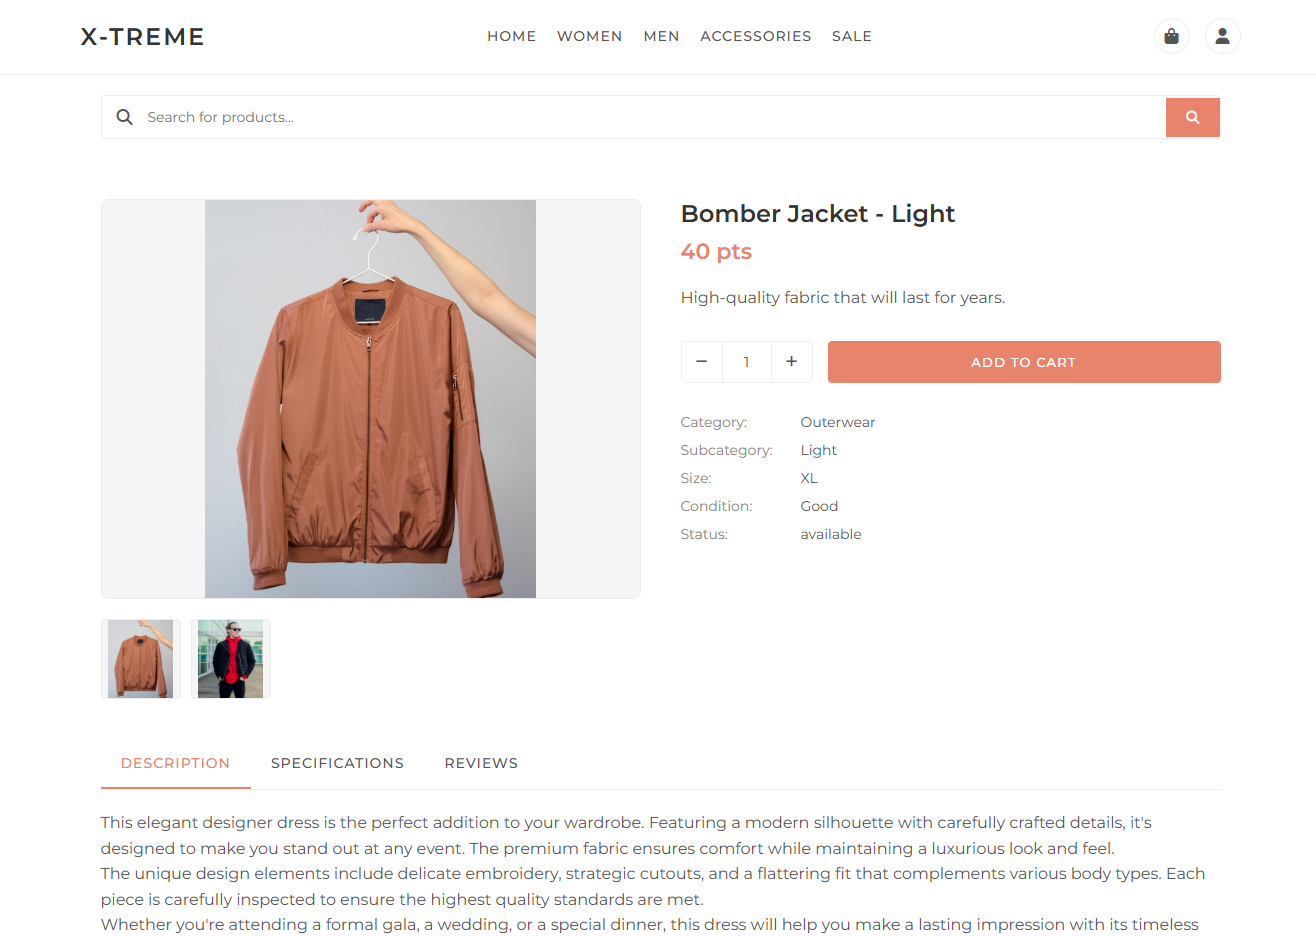 X-TREME
HOME WOMEN MEN ACCESSORIES SALE
Search for products...
Bomber Jacket - Light
40 pts
High-quality fabric that will last for years.
− 1 +
ADD TO CART
Category: Outerwear
Subcategory: Light
Size: XL
Condition: Good
Status: available
DESCRIPTION SPECIFICATIONS REVIEWS
This elegant designer dress is the perfect addition to your wardrobe. Featuring a modern silhouette with carefully crafted details, it's
designed to make you stand out at any event. The premium fabric ensures comfort while maintaining a luxurious look and feel.
The unique design elements include delicate embroidery, strategic cutouts, and a flattering fit that complements various body types. Each
piece is carefully inspected to ensure the highest quality standards are met.
Whether you're attending a formal gala, a wedding, or a special dinner, this dress will help you make a lasting impression with its timeless